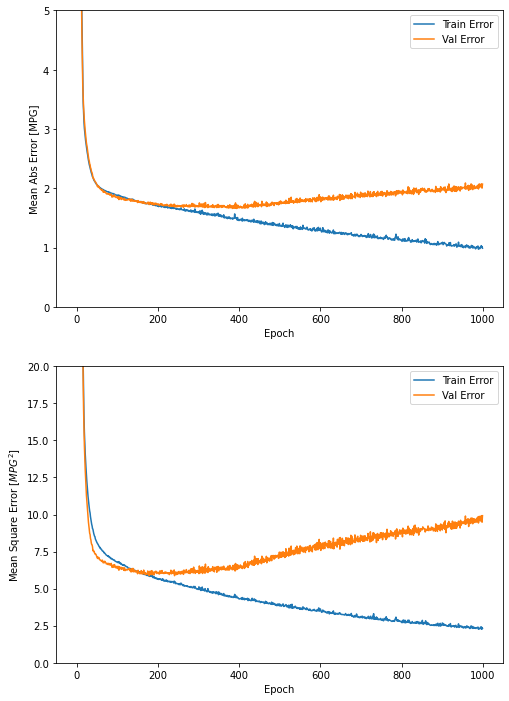 5
4
3
2
1
0
Mean Abs Error [MPG]
Train Error
Val Error
0 200 400 600 800 1000
Epoch
20.0
17.5
15.0
12.5
10.0
7.5
5.0
2.5
0.0
Mean Square Error [MPG²]
Train Error
Val Error
0 200 400 600 800 1000
Epoch